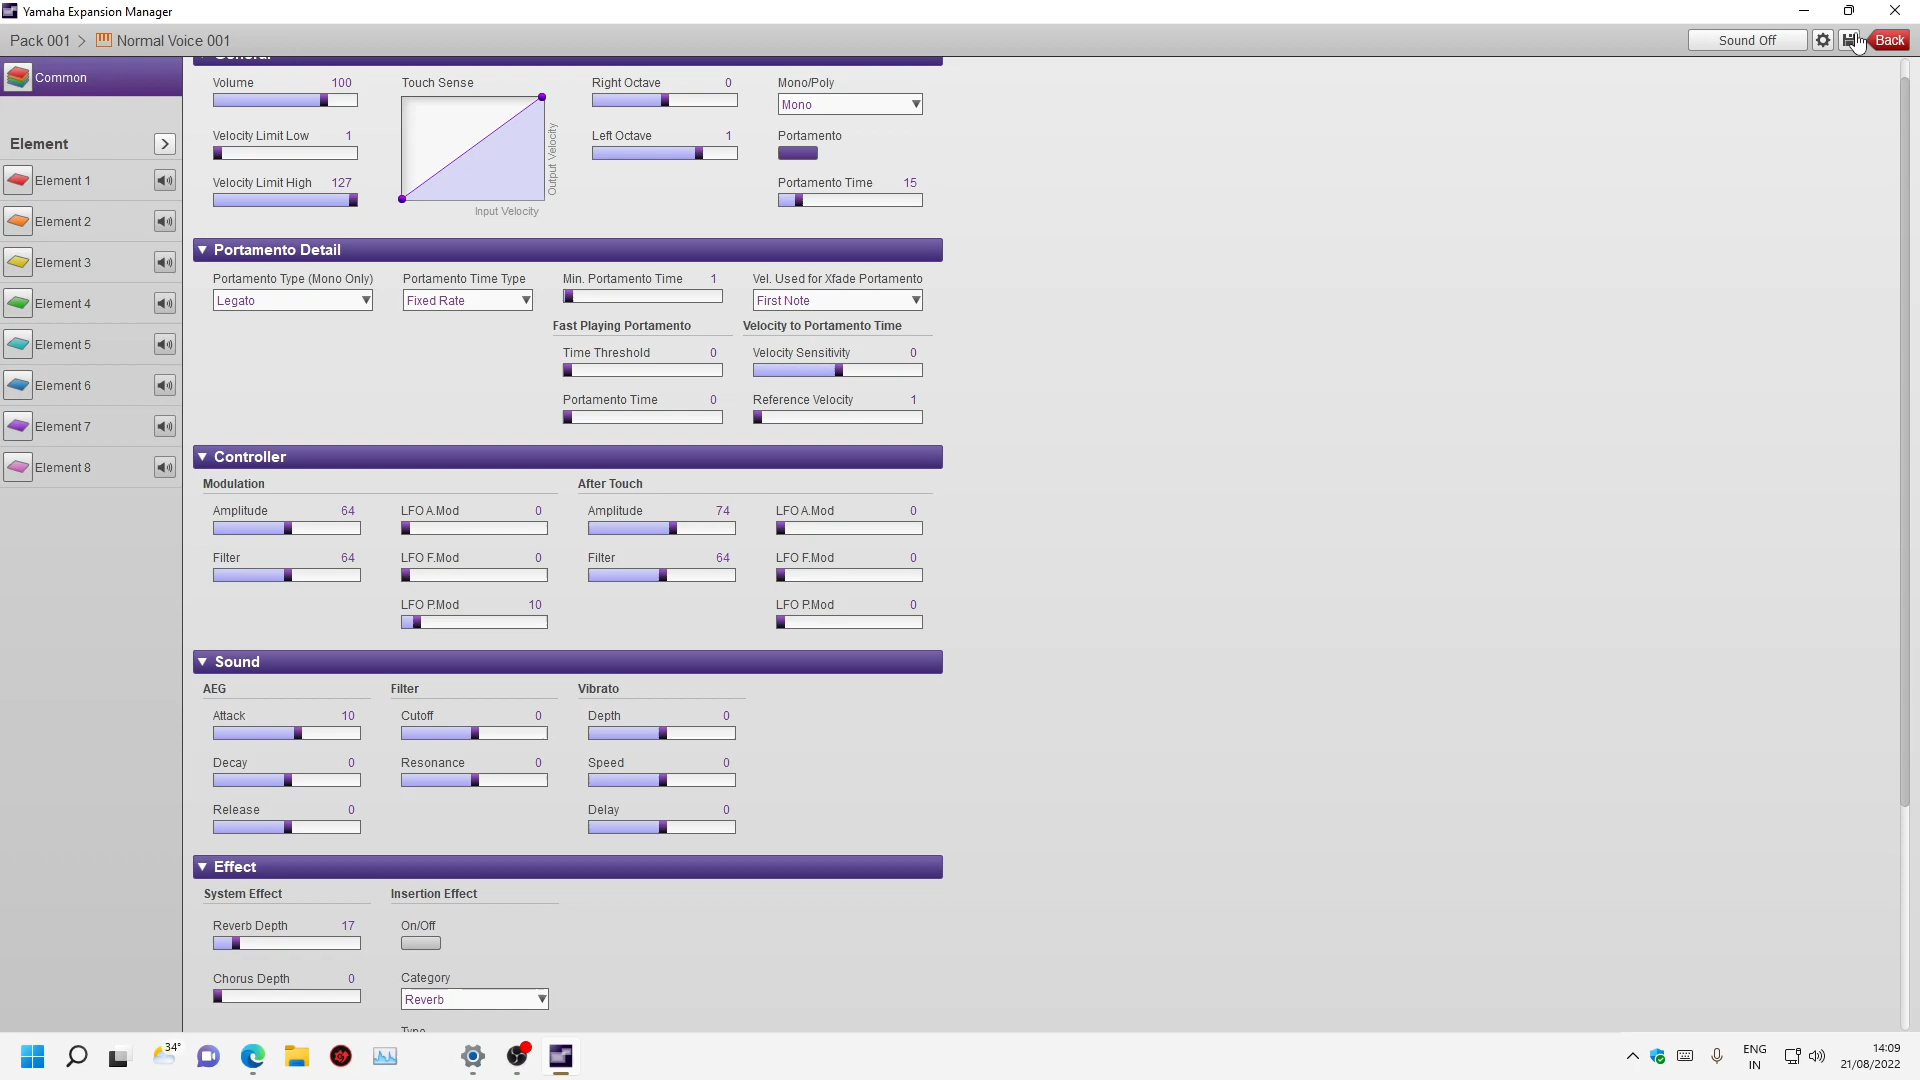 Yamaha Expansion Manager
Pack 001 > Normal Voice 001
Sound Off
Back
Common
Element
Element 1
Element 2
Element 3
Element 4
Element 5
Element 6
Element 7
Element 8
General
Volume 100
Velocity Limit Low 1
Velocity Limit High 127
Touch Sense
Output Velocity
Input Velocity
Right Octave 0
Left Octave 1
Mono/Poly
Mono
Portamento
Portamento Time 15
Portamento Detail
Portamento Type (Mono Only)
Legato
Portamento Time Type
Fixed Rate
Min. Portamento Time 1
Vel. Used for Xfade Portamento
First Note
Fast Playing Portamento
Time Threshold 0
Portamento Time 0
Velocity to Portamento Time
Velocity Sensitivity 0
Reference Velocity 1
Controller
Modulation
Amplitude 64
Filter 64
LFO A.Mod 0
LFO F.Mod 0
LFO P.Mod 10
After Touch
Amplitude 74
Filter 64
LFO A.Mod 0
LFO F.Mod 0
LFO P.Mod 0
Sound
AEG
Attack 10
Decay 0
Release 0
Filter
Cutoff 0
Resonance 0
Vibrato
Depth 0
Speed 0
Delay 0
Effect
System Effect
Reverb Depth 17
Chorus Depth 0
Insertion Effect
On/Off
Category
Reverb
Type
34°
ENG
IN
14:09
21/08/2022